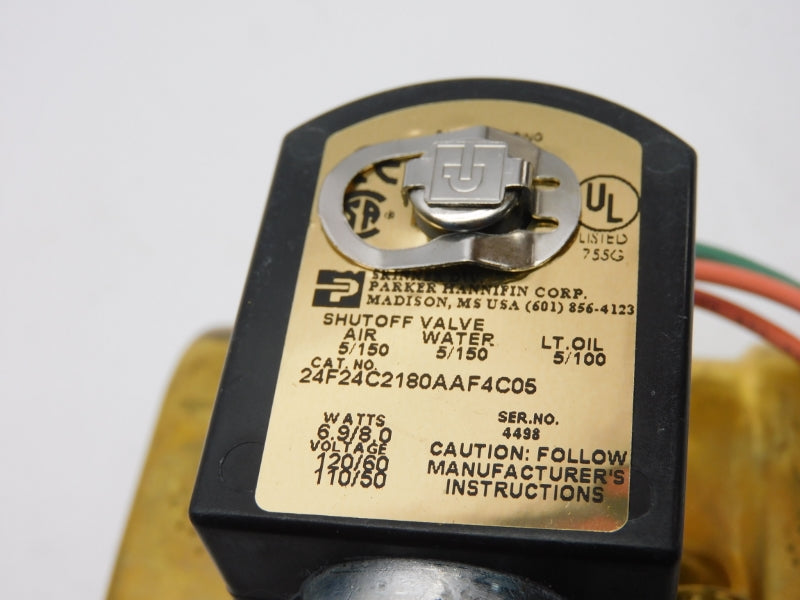 SA®
UL
LISTED
755G
PARKER HANNIFIN CORP.
MADISON, MS USA (601) 856-4123
SHUTOFF VALVE
AIR WATER LT.OIL
5/150 5/150 5/100
CAT. NO.
24F24C2180AAF4C05
WATTS
6.9/8.0
VOLTAGE
120/60
110/50
SER.NO.
4498
CAUTION: FOLLOW
MANUFACTURER'S
INSTRUCTIONS